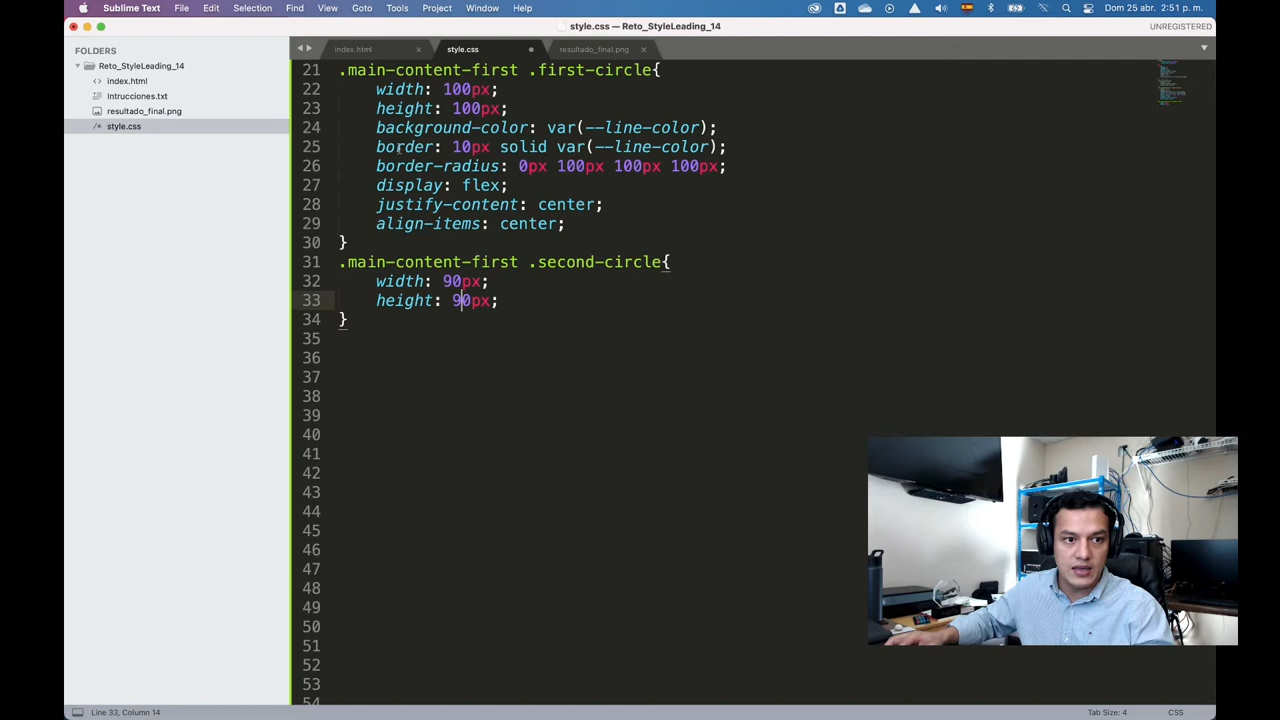 Sublime Text File Edit Selection Find View Goto Tools Project Window Help Dom 25 abr. 2:51 p. m.
style.css — Reto_StyleLeading_14 UNREGISTERED
FOLDERS
Reto_StyleLeading_14
<> index.html
Intrucciones.txt
resultado_final.png
/* style.css
index.html × style.css resultado_final.png ×
21 .main-content-first .first-circle{
22 width: 100px;
23 height: 100px;
24 background-color: var(--line-color);
25 border: 10px solid var(--line-color);
26 border-radius: 0px 100px 100px 100px;
27 display: flex;
28 justify-content: center;
29 align-items: center;
30 }
31 .main-content-first .second-circle{
32 width: 90px;
33 height: 90px;
34 }
35
36
37
38
39
40
41
42
43
44
45
46
47
48
49
50
51
52
53
54
Line 33, Column 14 Tab Size: 4 CSS